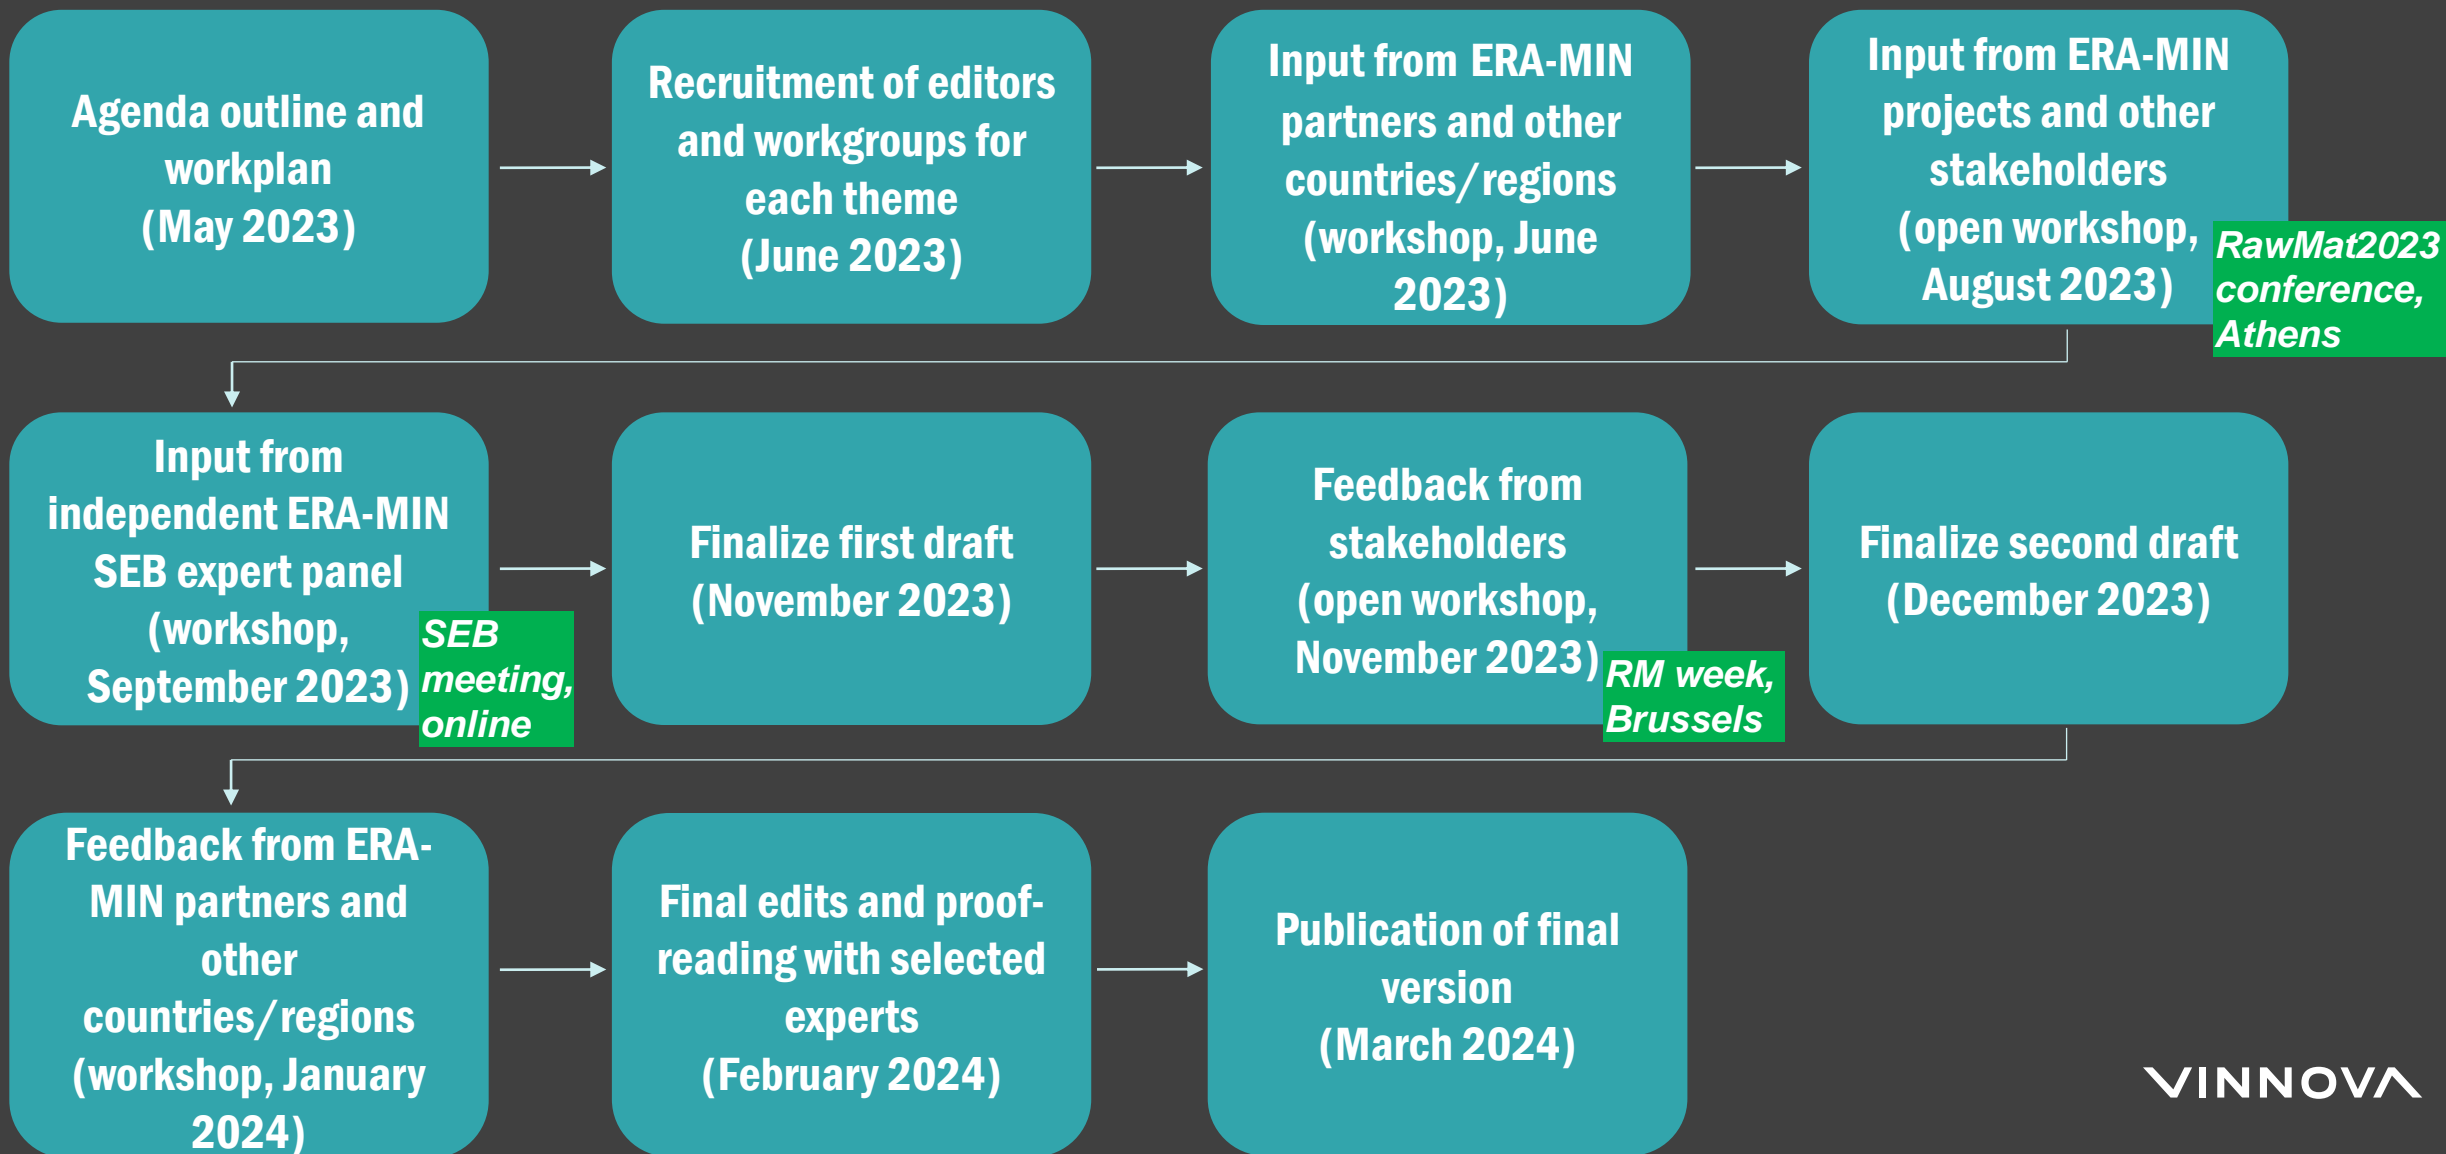 Agenda outline and
workplan
(May 2023)
Recruitment of editors
and workgroups for
each theme
(June 2023)
Input from ERA-MIN
partners and other
countries/regions
(workshop, June
2023)
Input from ERA-MIN
projects and other
stakeholders
(open workshop,
August 2023)
RawMat2023
conference,
Athens
Input from
independent ERA-MIN
SEB expert panel
(workshop,
September 2023)
SEB
meeting,
online
Finalize first draft
(November 2023)
Feedback from
stakeholders
(open workshop,
November 2023)
RM week,
Brussels
Finalize second draft
(December 2023)
Feedback from ERA-
MIN partners and
other
countries/regions
(workshop, January
2024)
Final edits and proof-
reading with selected
experts
(February 2024)
Publication of final
version
(March 2024)
VINNOVA